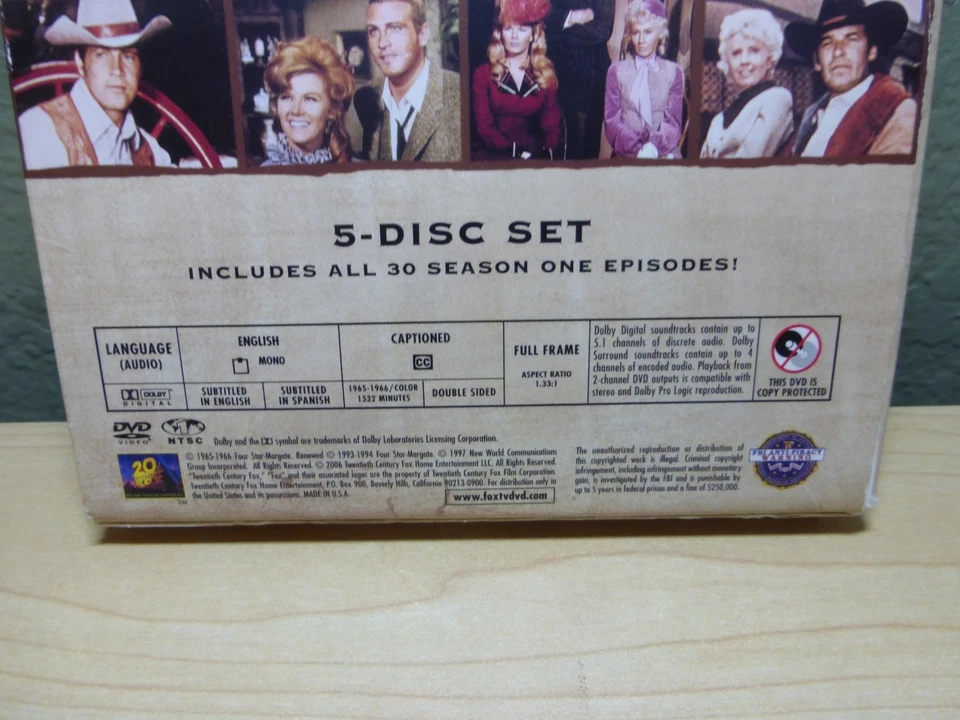 5-DISC SET
INCLUDES ALL 30 SEASON ONE EPISODES!
LANGUAGE
(AUDIO)
DOLBY
DIGITAL
ENGLISH
MONO
SUBTITLED
IN ENGLISH
SUBTITLED
IN SPANISH
CAPTIONED
CC
1965-1966/COLOR
1532 MINUTES
DOUBLE SIDED
FULL FRAME
ASPECT RATIO
1.33:1
Dolby Digital soundtracks contain up to
5.1 channels of discrete audio. Dolby
Surround soundtracks contain up to 4
channels of encoded audio. Playback from
2-channel DVD outputs is compatible with
stereo and Dolby Pro Logic reproduction.
THIS DVD IS
COPY PROTECTED
DVD
VIDEO
NTSC
Dolby and the symbol are trademarks of Dolby Laboratories Licensing Corporation.
20
© 1965-1966 Four Star-Margate. Renewed © 1993-1994 Four Star-Margate. © 1997 New World Communications
Group Incorporated. All Rights Reserved. © 2006 Twentieth Century Fox Home Entertainment LLC. All Rights Reserved.
"Twentieth Century Fox," "Fox" and their associated logos are the property of Twentieth Century Fox Film Corporation.
Twentieth Century Fox Home Entertainment, P.O. Box 900, Beverly Hills, California 90213-0900. For distribution only in
the United States and its possessions. MADE IN U.S.A.
www.foxtvdvd.com
The unauthorized reproduction or distribution of
this copyrighted work is illegal. Criminal copyright
infringement, including infringement without monetary
gain, is investigated by the FBI and is punishable by
up to 5 years in federal prison and a fine of $250,000.
FBI ANTI-PIRACY
WARNING
TM